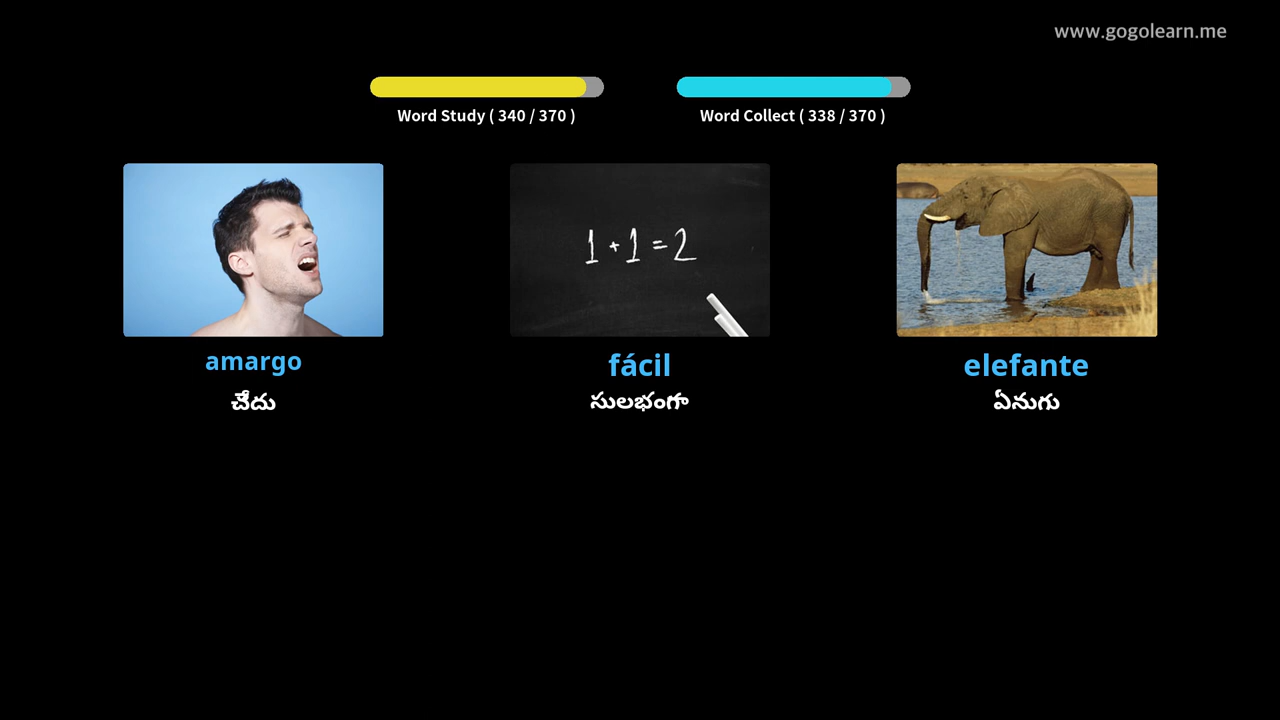 www.gogolearn.me
Word Study ( 340 / 370 )
Word Collect ( 338 / 370 )
1 + 1 = 2
amargo
fácil
elefante
చేదు
సులభంగా
ఏనుగు